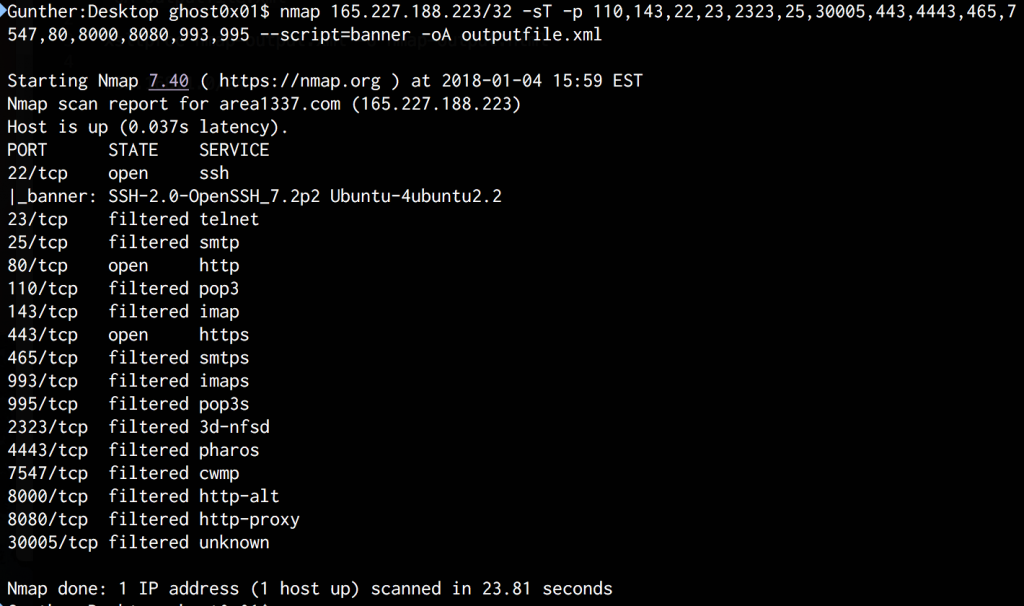 Gunther:Desktop ghost0x01$ nmap 165.227.188.223/32 -sT -p 110,143,22,23,2323,25,30005,443,4443,465,7
547,80,8000,8080,993,995 --script=banner -oA outputfile.xml
Starting Nmap 7.40 ( https://nmap.org ) at 2018-01-04 15:59 EST
Nmap scan report for area1337.com (165.227.188.223)
Host is up (0.037s latency).
PORT      STATE    SERVICE
22/tcp    open     ssh
|_banner: SSH-2.0-OpenSSH_7.2p2 Ubuntu-4ubuntu2.2
23/tcp    filtered telnet
25/tcp    filtered smtp
80/tcp    open     http
110/tcp   filtered pop3
143/tcp   filtered imap
443/tcp   open     https
465/tcp   filtered smtps
993/tcp   filtered imaps
995/tcp   filtered pop3s
2323/tcp  filtered 3d-nfsd
4443/tcp  filtered pharos
7547/tcp  filtered cwmp
8000/tcp  filtered http-alt
8080/tcp  filtered http-proxy
30005/tcp filtered unknown
Nmap done: 1 IP address (1 host up) scanned in 23.81 seconds